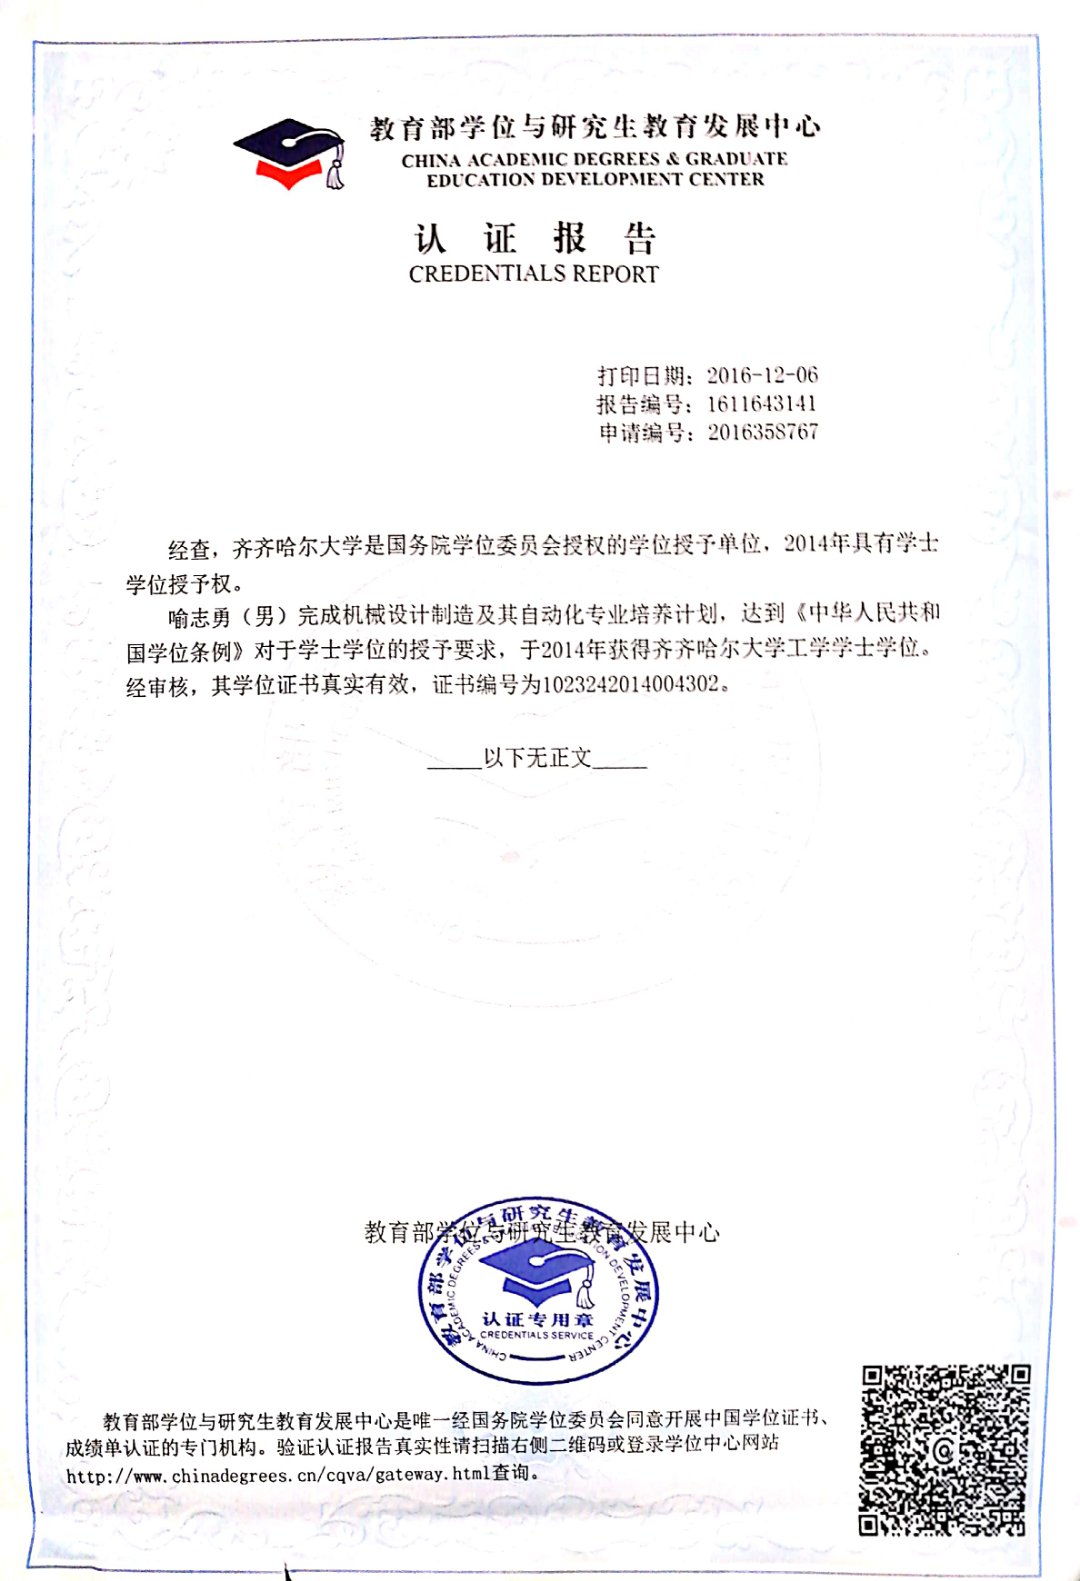 教育部学位与研究生教育发展中心
CHINA ACADEMIC DEGREES & GRADUATE
EDUCATION DEVELOPMENT CENTER
认证报告
CREDENTIALS REPORT
打印日期：2016-12-06
报告编号：1611643141
申请编号：2016358767
经查，齐齐哈尔大学是国务院学位委员会授权的学位授予单位，2014年具有学士
学位授予权。
喻志勇（男）完成机械设计制造及其自动化专业培养计划，达到《中华人民共和
国学位条例》对于学士学位的授予要求，于2014年获得齐齐哈尔大学工学学士学位。
经审核，其学位证书真实有效，证书编号为1023242014004302。
_____以下无正文_____
教育部学位与研究生教育发展中心
教育部学位与研究生教育发展中心
CHINA ACADEMIC DEGREES & GRADUATE EDUCATION DEVELOPMENT CENTER
认证专用章
CREDENTIALS SERVICE
教育部学位与研究生教育发展中心是唯一经国务院学位委员会同意开展中国学位证书、
成绩单认证的专门机构。验证认证报告真实性请扫描右侧二维码或登录学位中心网站
http://www.chinadegrees.cn/cqva/gateway.html查询。
@